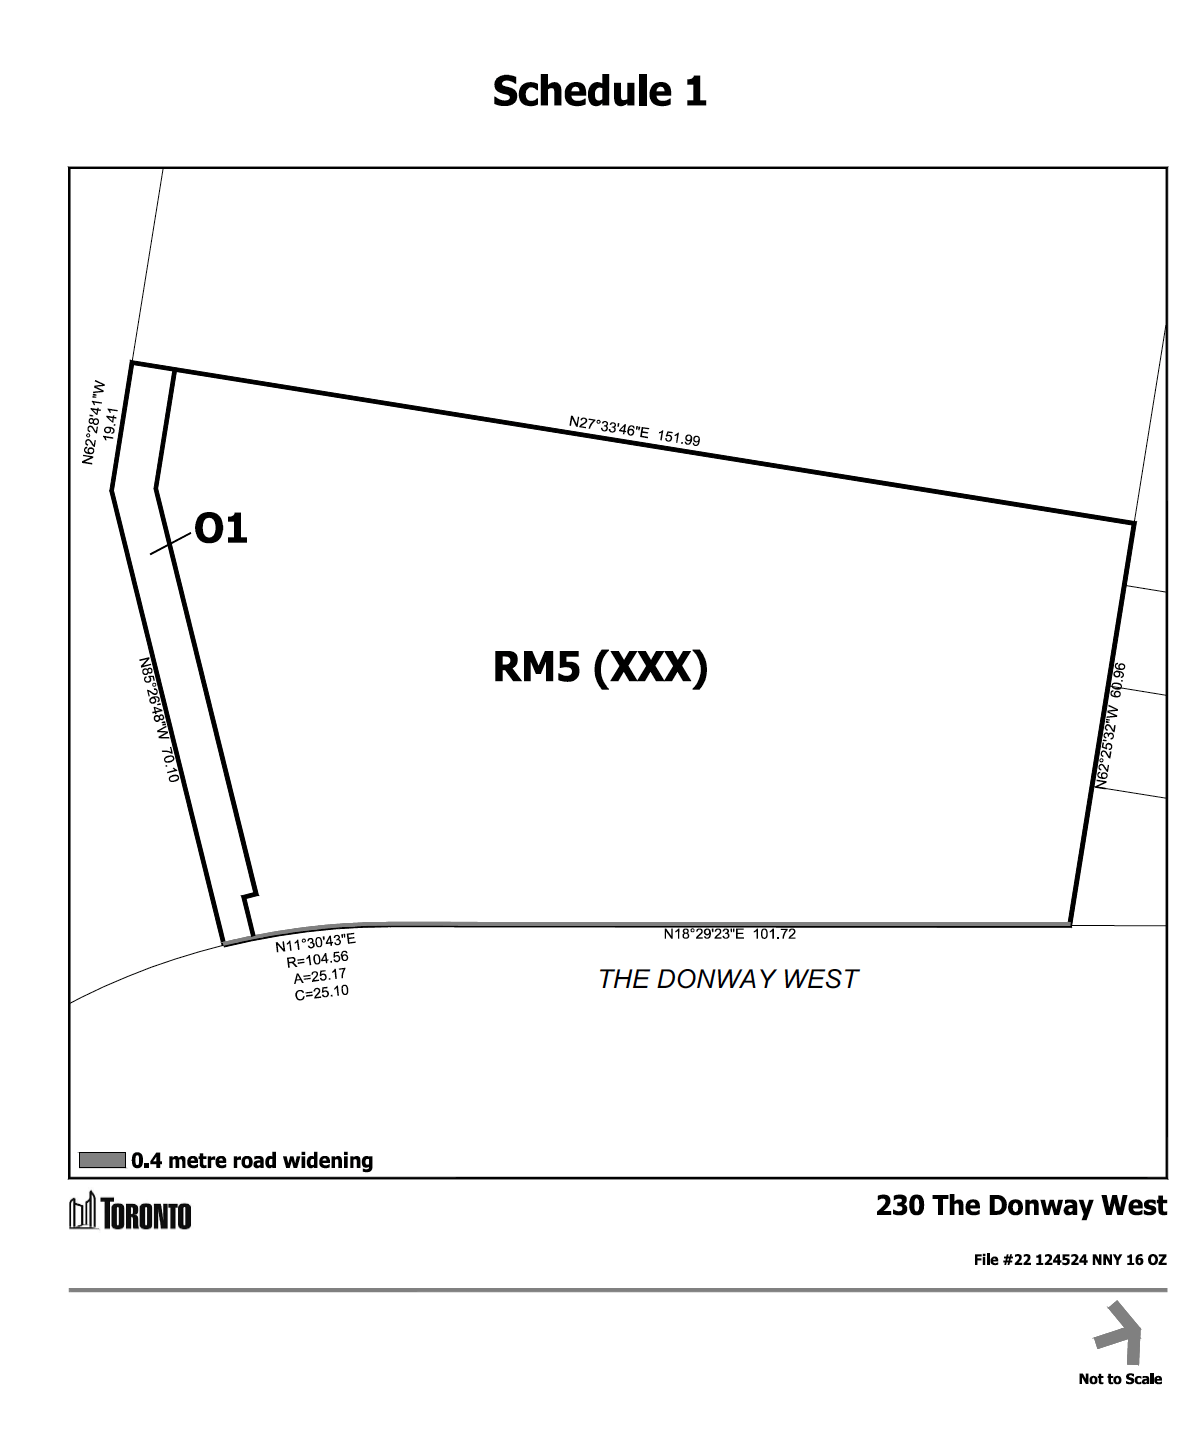 Schedule 1
N62°28'41"W
19.41
N27°33'46"E 151.99
O1
RM5 (XXX)
N85°26'48"W 70.10
N62°25'32"W 60.96
N11°30'43"E
R=104.56
A=25.17
C=25.10
N18°29'23"E 101.72
THE DONWAY WEST
0.4 metre road widening
TORONTO
230 The Donway West
File #22 124524 NNY 16 OZ
Not to Scale